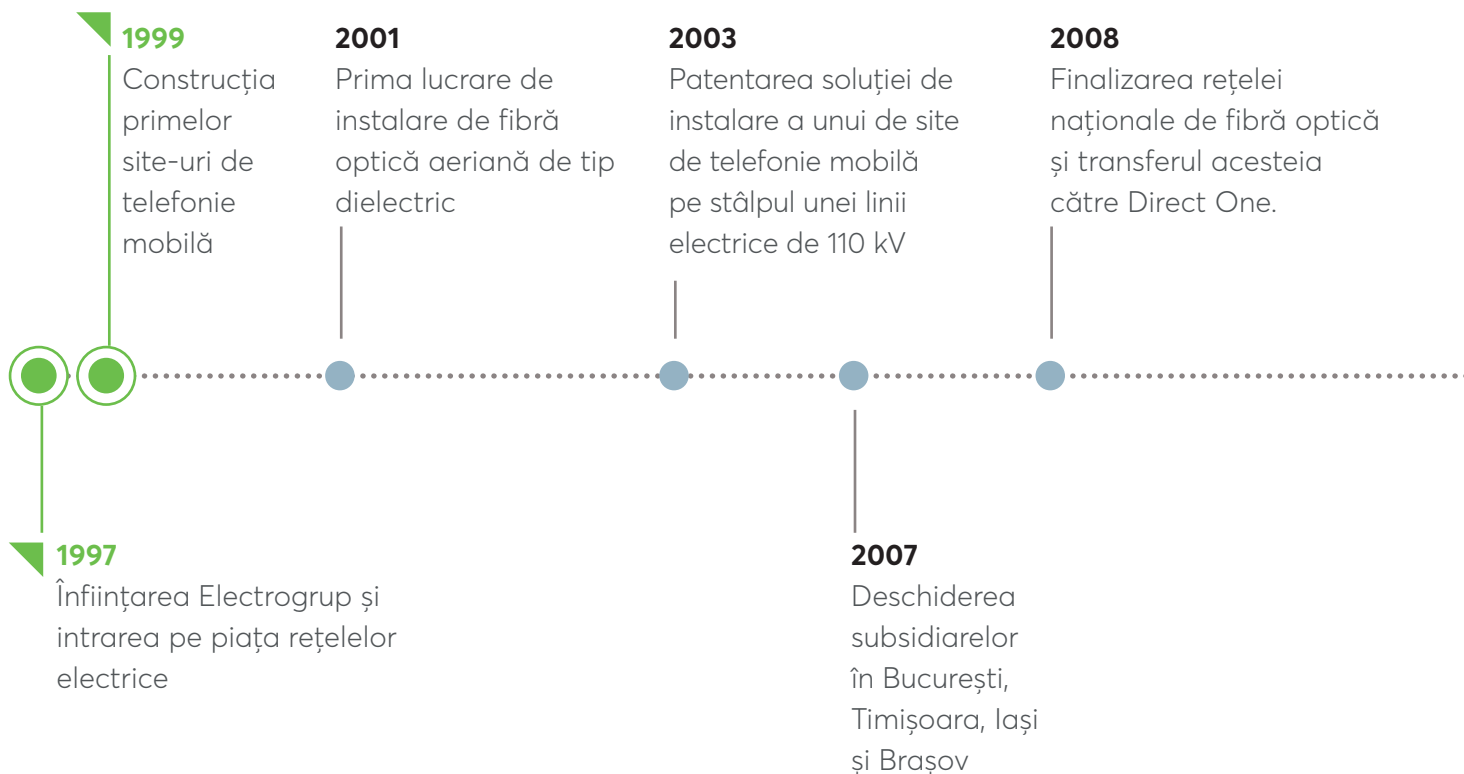 1999
Construcția
primelor
site-uri de
telefonie
mobilă
2001
Prima lucrare de
instalare de fibră
optică aeriană de tip
dielectric
2003
Patentarea soluției de
instalare a unui de site
de telefonie mobilă
pe stâlpul unei linii
electrice de 110 kV
2008
Finalizarea rețelei
naționale de fibră optică
și transferul acesteia
către Direct One.
1997
Înființarea Electrogrup și
intrarea pe piața rețelelor
electrice
2007
Deschiderea
subsidiarelor
în București,
Timișoara, Iași
și Brașov